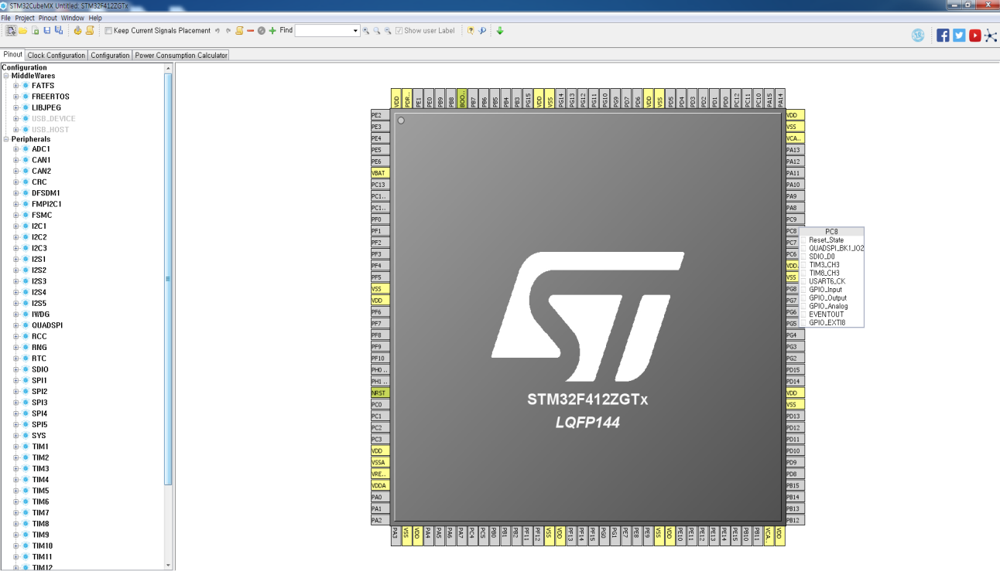 STM32CubeMX Untitled: STM32F412ZGTx
File Project Pinout Window Help
Keep Current Signals Placement Find Show user Label
Pinout Clock Configuration Configuration Power Consumption Calculator
Configuration
MiddleWares
FATFS
FREERTOS
LIBJPEG
USB_DEVICE
USB_HOST
Peripherals
ADC1
CAN1
CAN2
CRC
DFSDM1
FMPI2C1
FSMC
I2C1
I2C2
I2C3
I2S1
I2S2
I2S3
I2S4
I2S5
IWDG
QUADSPI
RCC
RNG
RTC
SDIO
SPI1
SPI2
SPI3
SPI4
SPI5
SYS
TIM1
TIM2
TIM3
TIM4
TIM5
TIM6
TIM7
TIM8
TIM9
TIM10
TIM11
TIM12
VDD
PDR..
PE1
PE0
PB9
PB8
BOO..
PB7
PB6
PB5
PB4
PB3
PG15
VDD
VSS
PG14
PG13
PG12
PG11
PG10
PG9
PD7
PD6
VDD
VSS
PD5
PD4
PD3
PD2
PD1
PD0
PC12
PC11
PC10
PA15
PA14
PE2
PE3
PE4
PE5
PE6
VBAT
PC13
PC1..
PC1..
PF0
PF1
PF2
PF3
PF4
PF5
VSS
VDD
PF6
PF7
PF8
PF9
PF10
PH0 ..
PH1 ..
NRST
PC0
PC1
PC2
PC3
VDD
VSSA
VRE..
VDDA
PA0
PA1
PA2
STM32F412ZGTx
LQFP144
VDD
VSS
VCA..
PA13
PA12
PA11
PA10
PA9
PA8
PC9
PC8
PC7
PC6
VDD.
VSS
PG8
PG7
PG6
PG5
PG4
PG3
PG2
PD15
PD14
VDD
VSS
PD13
PD12
PD11
PD10
PD9
PD8
PB15
PB14
PB13
PB12
PC8
Reset_State
QUADSPI_BK1_IO2
SDIO_D0
TIM3_CH3
TIM8_CH3
USART6_CK
GPIO_Input
GPIO_Output
GPIO_Analog
EVENTOUT
GPIO_EXTI8
PA3
VSS
VDD
PA4
PA5
PA6
PA7
PC4
PC5
PB0
PB1
PB2
PF11
PF12
VSS
VDD
PF13
PF14
PF15
PG0
PG1
PE7
PE8
PE9
VSS
VDD
PE10
PE11
PE12
PE13
PE14
PE15
PB10
PB11
VCA..
VDD